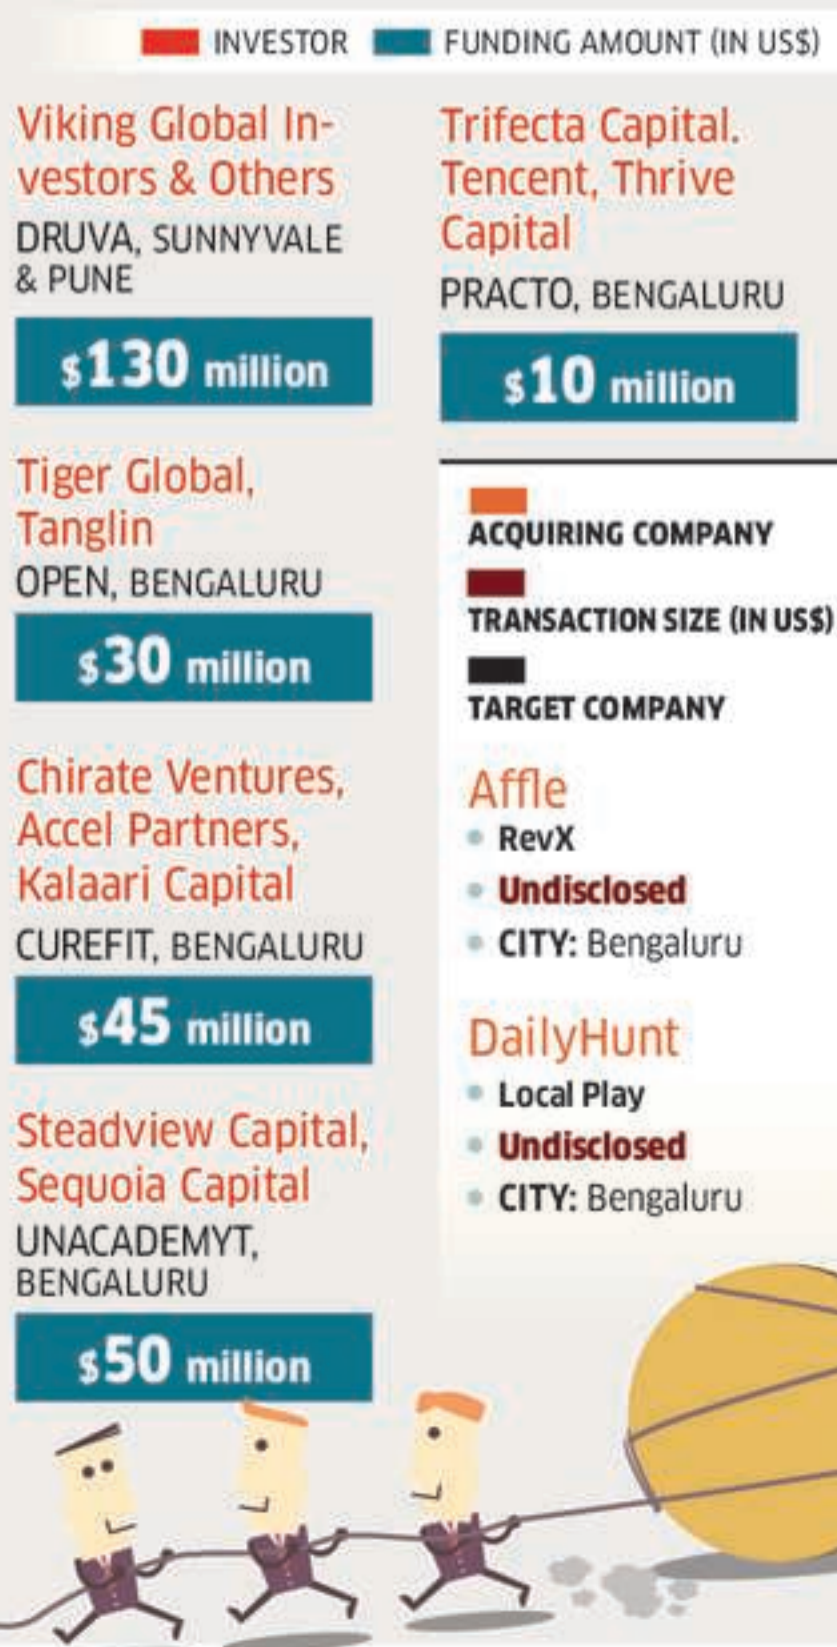 INVESTOR FUNDING AMOUNT (IN US$)
Viking Global In-
vestors & Others
DRUVA, SUNNYVALE
& PUNE
$130 million
Tiger Global,
Tanglin
OPEN, BENGALURU
$30 million
Chirate Ventures,
Accel Partners,
Kalaari Capital
CUREFIT, BENGALURU
$45 million
Steadview Capital,
Sequoia Capital
UNACADEMYT,
BENGALURU
$50 million
Trifecta Capital.
Tencent, Thrive
Capital
PRACTO, BENGALURU
$10 million
ACQUIRING COMPANY
TRANSACTION SIZE (IN US$)
TARGET COMPANY
Affle
• RevX
• Undisclosed
• CITY: Bengaluru
DailyHunt
• Local Play
• Undisclosed
• CITY: Bengaluru